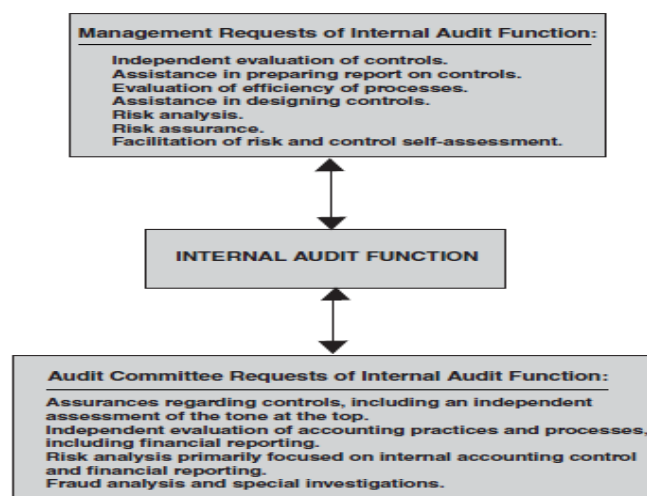 Management Requests of Internal Audit Function:
Independent evaluation of controls.
Assistance in preparing report on controls.
Evaluation of efficiency of processes.
Assistance in designing controls.
Risk analysis.
Risk assurance.
Facilitation of risk and control self-assessment.
INTERNAL AUDIT FUNCTION
Audit Committee Requests of Internal Audit Function:
Assurances regarding controls, including an independent
assessment of the tone at the top.
Independent evaluation of accounting practices and processes,
including financial reporting.
Risk analysis primarily focused on internal accounting control
and financial reporting.
Fraud analysis and special investigations.